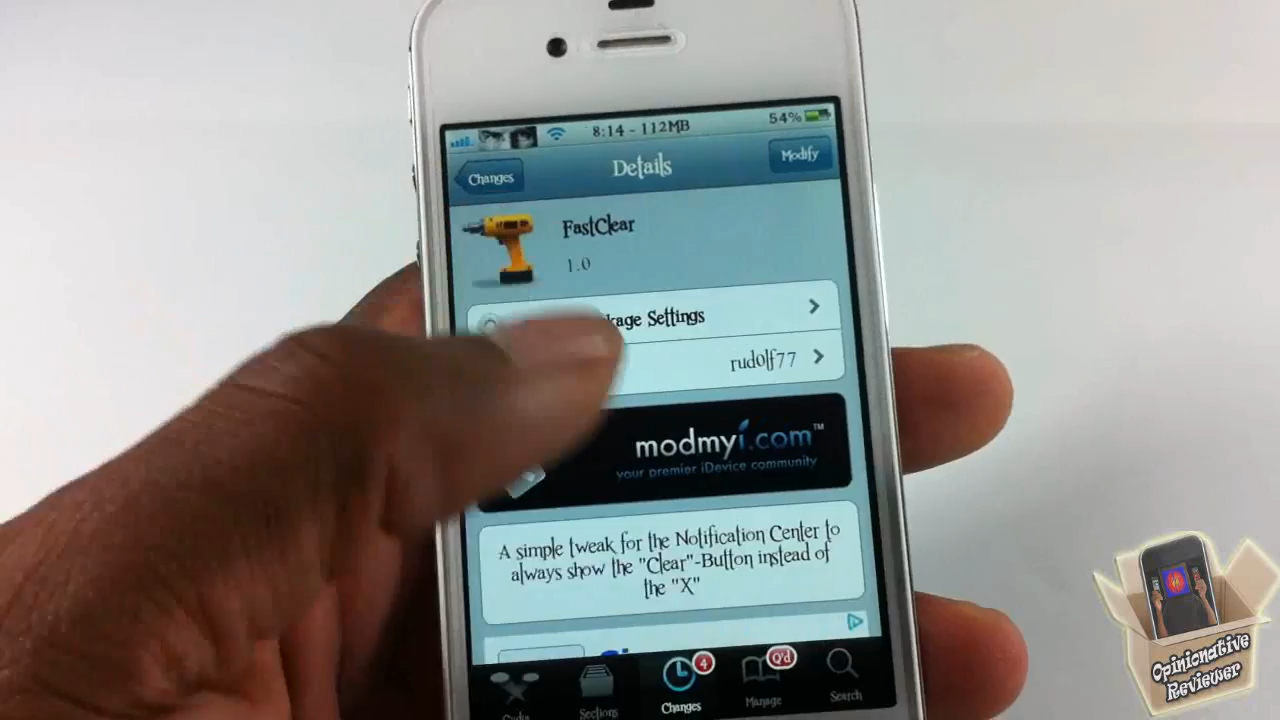 8:14 - 112MB 54%
Changes Details Modify
FastClear
1.0
Settings
rudolf77
modmyi.com™
your premier iDevice community
A simple tweak for the Notification Center to
always show the "Clear"-Button instead of
the "X"
Sections Changes 4 Manage Q'd Search
Opinionative
Reviewer